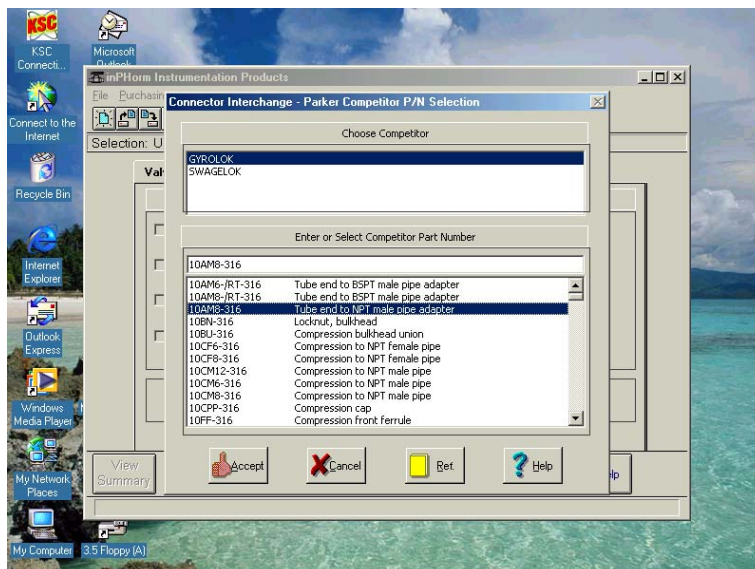 KSC
KSC
Connecti...
Microsoft
Outlook
Connect to the
Internet
Recycle Bin
Internet
Explorer
Outlook
Express
Windows
Media Player
My Network
Places
My Computer
3.5 Floppy (A)
inPHorm Instrumentation Products
File Purchasin
Selection: U
Val
Connector Interchange - Parker Competitor P/N Selection
Choose Competitor
GYROLOK
SWAGELOK
Enter or Select Competitor Part Number
10AM8-316
10AM6-/RT-316 Tube end to BSPT male pipe adapter
10AM8-/RT-316 Tube end to BSPT male pipe adapter
10AM8-316 Tube end to NPT male pipe adapter
10BN-316 Locknut, bulkhead
10BU-316 Compression bulkhead union
10CF6-316 Compression to NPT female pipe
10CF8-316 Compression to NPT female pipe
10CM12-316 Compression to NPT male pipe
10CM6-316 Compression to NPT male pipe
10CM8-316 Compression to NPT male pipe
10CPP-316 Compression cap
10FF-316 Compression front ferrule
Accept
Cancel
Ref.
Help
View
Summary
lp